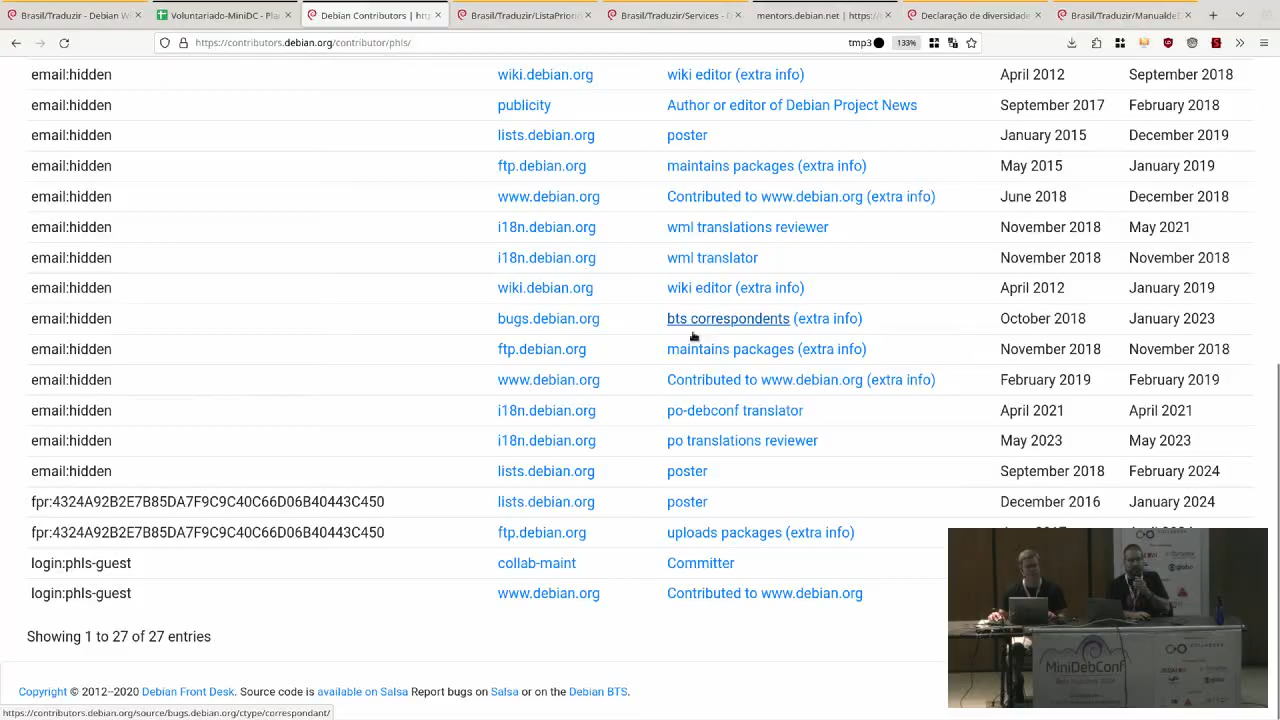 Brasil/Traduzir - Debian W
Voluntariado-MiniDC - Pla
Debian Contributors | htt
Brasil/Traduzir/ListaPriorit
Brasil/Traduzir/Services - D
mentors.debian.net | https:/
Declaração de diversidade
Brasil/Traduzir/ManualdeD
https://contributors.debian.org/contributor/phls/
tmp3
133%
email:hidden wiki.debian.org wiki editor (extra info) April 2012 September 2018
email:hidden publicity Author or editor of Debian Project News September 2017 February 2018
email:hidden lists.debian.org poster January 2015 December 2019
email:hidden ftp.debian.org maintains packages (extra info) May 2015 January 2019
email:hidden www.debian.org Contributed to www.debian.org (extra info) June 2018 December 2018
email:hidden i18n.debian.org wml translations reviewer November 2018 May 2021
email:hidden i18n.debian.org wml translator November 2018 November 2018
email:hidden wiki.debian.org wiki editor (extra info) April 2012 January 2019
email:hidden bugs.debian.org bts correspondents (extra info) October 2018 January 2023
email:hidden ftp.debian.org maintains packages (extra info) November 2018 November 2018
email:hidden www.debian.org Contributed to www.debian.org (extra info) February 2019 February 2019
email:hidden i18n.debian.org po-debconf translator April 2021 April 2021
email:hidden i18n.debian.org po translations reviewer May 2023 May 2023
email:hidden lists.debian.org poster September 2018 February 2024
fpr:4324A92B2E7B85DA7F9C9C40C66D06B40443C450 lists.debian.org poster December 2016 January 2024
fpr:4324A92B2E7B85DA7F9C9C40C66D06B40443C450 ftp.debian.org uploads packages (extra info)
login:phls-guest collab-maint Committer
login:phls-guest www.debian.org Contributed to www.debian.org
Showing 1 to 27 of 27 entries
Copyright © 2012--2020 Debian Front Desk. Source code is available on Salsa Report bugs on Salsa or on the Debian BTS.
https://contributors.debian.org/source/bugs.debian.org/ctype/correspondant/
globo
MiniDebConf